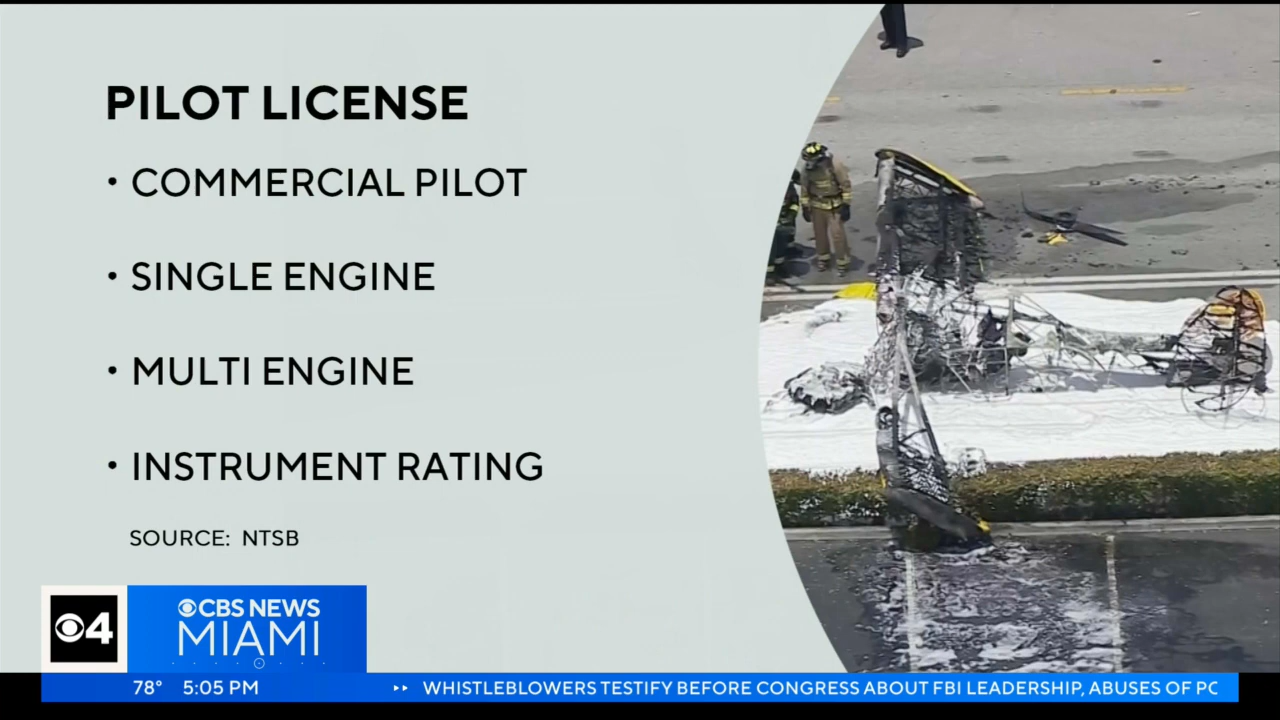 PILOT LICENSE
• COMMERCIAL PILOT
• SINGLE ENGINE
• MULTI ENGINE
• INSTRUMENT RATING
SOURCE: NTSB
4
CBS NEWS
MIAMI
78° 5:05 PM WHISTLEBLOWERS TESTIFY BEFORE CONGRESS ABOUT FBI LEADERSHIP, ABUSES OF